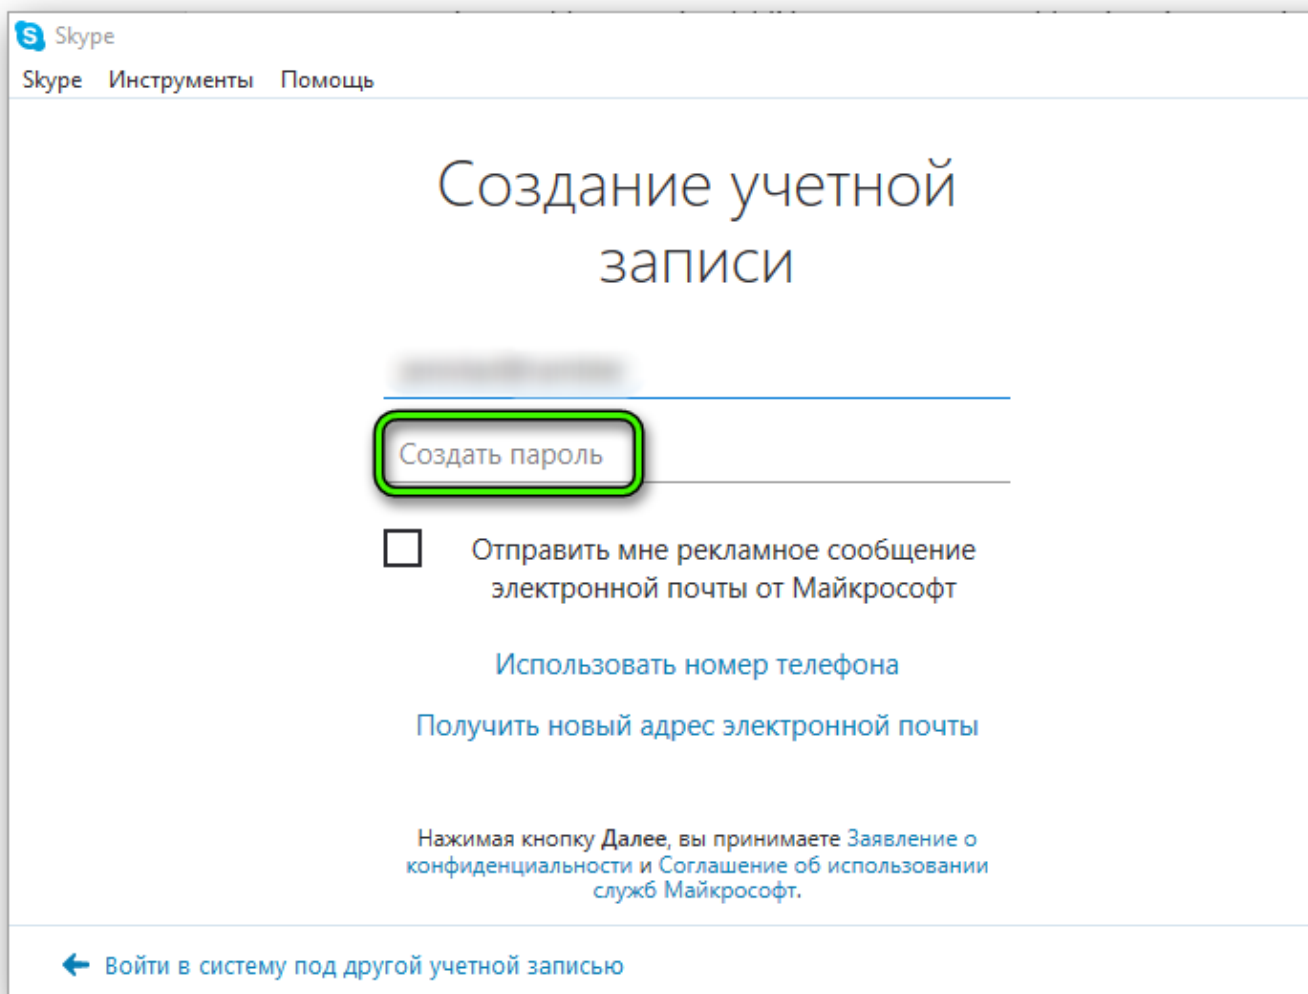 Skype
Skype Инструменты Помощь
Создание учетной
записи
Создать пароль
Отправить мне рекламное сообщение
электронной почты от Майкрософт
Использовать номер телефона
Получить новый адрес электронной почты
Нажимая кнопку Далее, вы принимаете Заявление о
конфиденциальности и Соглашение об использовании
служб Майкрософт.
Войти в систему под другой учетной записью